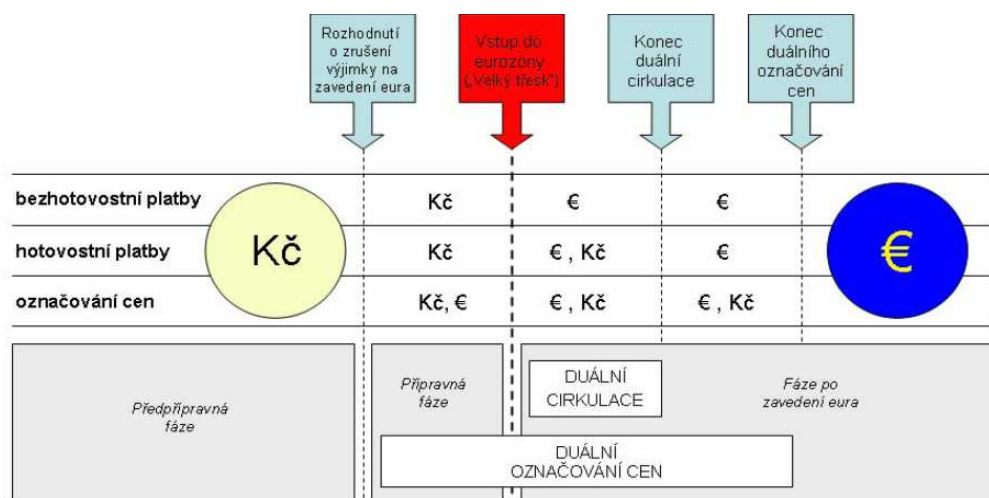 Rozhodnutí
o zrušení
výjimky na
zavedení eura
Vstup do
eurozóny
(„Velký třesk")
Konec
duální
cirkulace
Konec
duálního
označování
cen
bezhotovostní platby
Kč
€
€
hotovostní platby
Kč
€ , Kč
€
označování cen
Kč, €
€ , Kč
€ , Kč
Kč
€
Předpřípravná
fáze
Přípravná
fáze
DUÁLNÍ
CIRKULACE
Fáze po
zavedení eura
DUÁLNÍ
OZNAČOVÁNÍ CEN